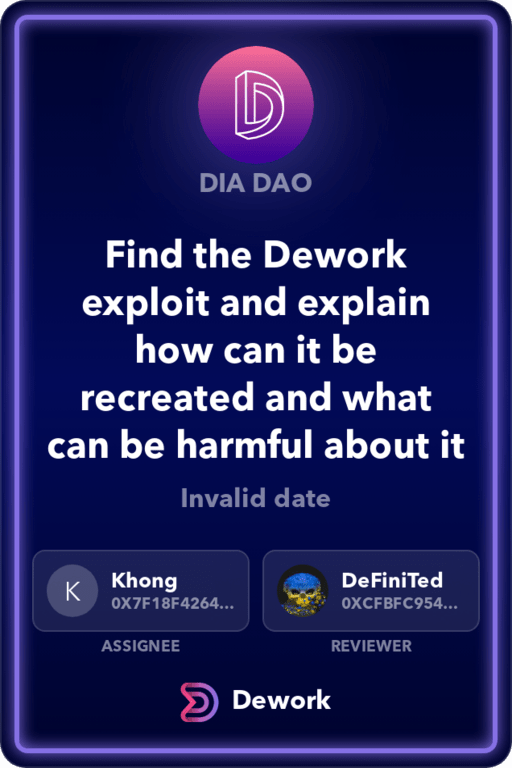 DIA DAO
Find the Dework
exploit and explain
how can it be
recreated and what
can be harmful about it
Invalid date
K
Khong
0X7F18F4264...
DeFiniTed
0XCFBFC954...
ASSIGNEE
REVIEWER
Dework